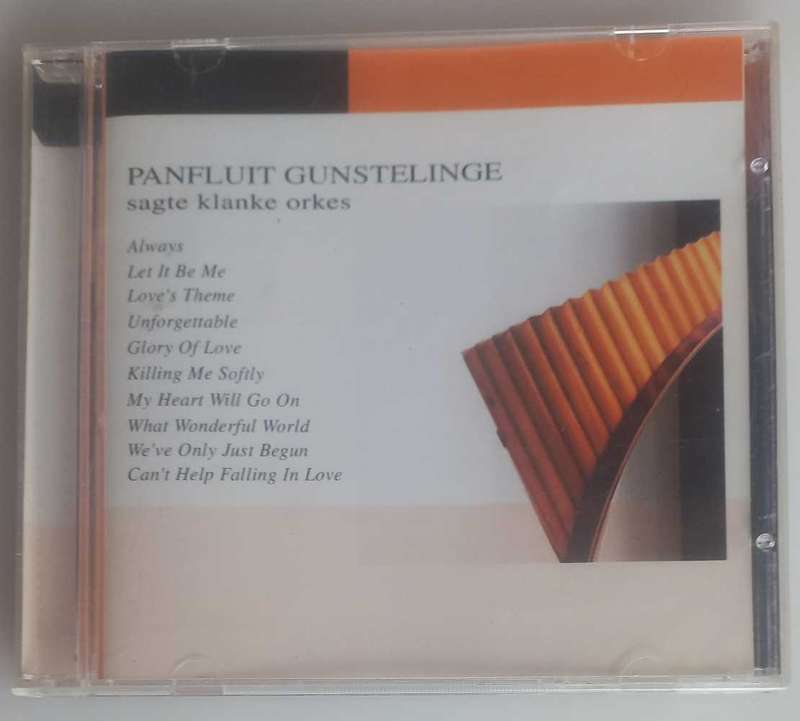 PANFLUIT GUNSTELINGE
sagte klanke orkes
Always
Let It Be Me
Love's Theme
Unforgettable
Glory Of Love
Killing Me Softly
My Heart Will Go On
What Wonderful World
We've Only Just Begun
Can't Help Falling In Love